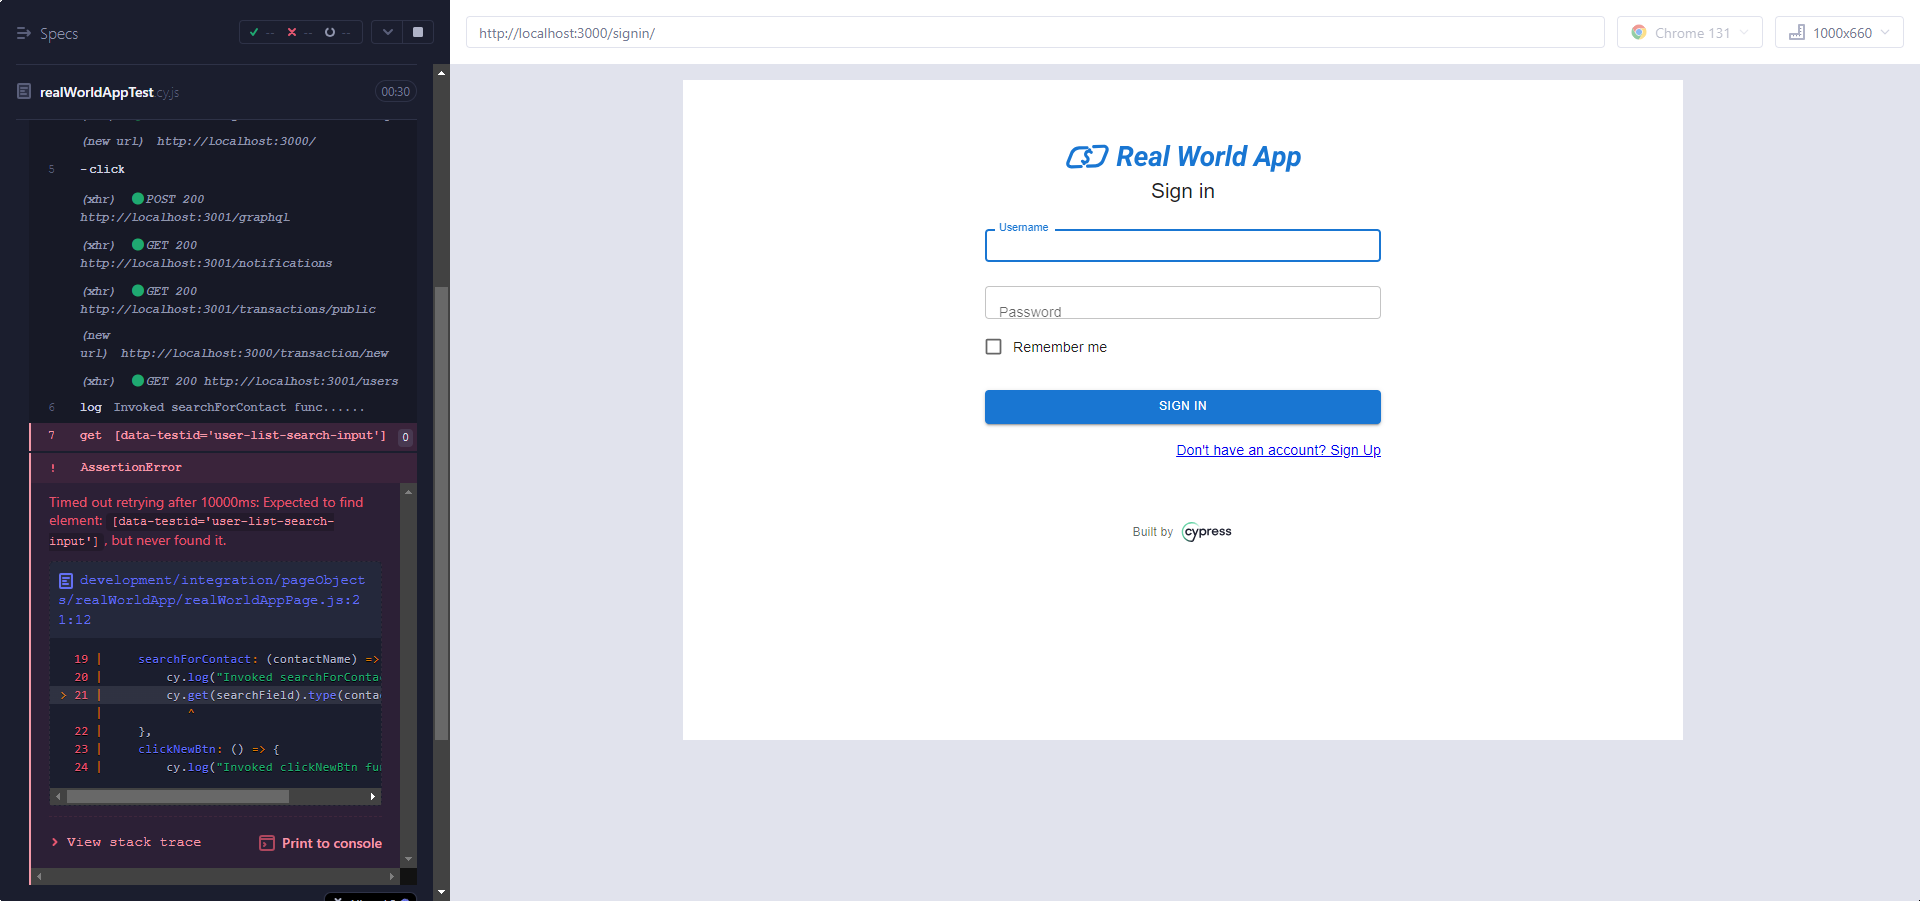 Specs
-- -- --
realWorldAppTest.cy.js
00:30
(new url) http://localhost:3000/
5 -click
(xhr) POST 200
http://localhost:3001/graphql
(xhr) GET 200
http://localhost:3001/notifications
(xhr) GET 200
http://localhost:3001/transactions/public
(new
url) http://localhost:3000/transaction/new
(xhr) GET 200 http://localhost:3001/users
6 log Invoked searchForContact func......
7 get [data-testid='user-list-search-input'] 0
! AssertionError
Timed out retrying after 10000ms: Expected to find
element: [data-testid='user-list-search-
input'] , but never found it.
development/integration/pageObject
s/realWorldApp/realWorldAppPage.js:2
1:12
19 | searchForContact: (contactName) =>
20 | cy.log("Invoked searchForConta
> 21 | cy.get(searchField).type(conta
| ^
22 | },
23 | clickNewBtn: () => {
24 | cy.log("Invoked clickNewBtn fu
> View stack trace
Print to console
http://localhost:3000/signin/
Chrome 131
1000x660
Real World App
Sign in
Username
Password
Remember me
SIGN IN
Don't have an account? Sign Up
Built by cypress